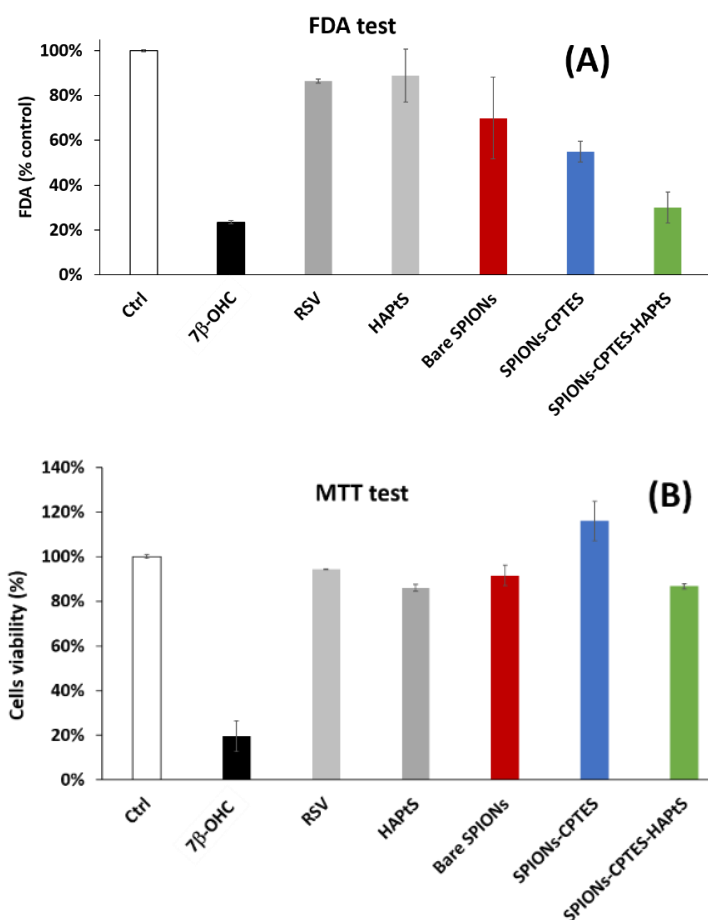 FDA test
(A)
FDA (% control)
100%
80%
60%
40%
20%
0%
Ctrl
7β-OHC
RSV
HAPtS
Bare SPIONs
SPIONs-CPTES
SPIONs-CPTES-HAPtS
MTT test
(B)
Cells viability (%)
140%
120%
100%
80%
60%
40%
20%
0%
Ctrl
7β-OHC
RSV
HAPtS
Bare SPIONs
SPIONs-CPTES
SPIONs-CPTES-HAPtS